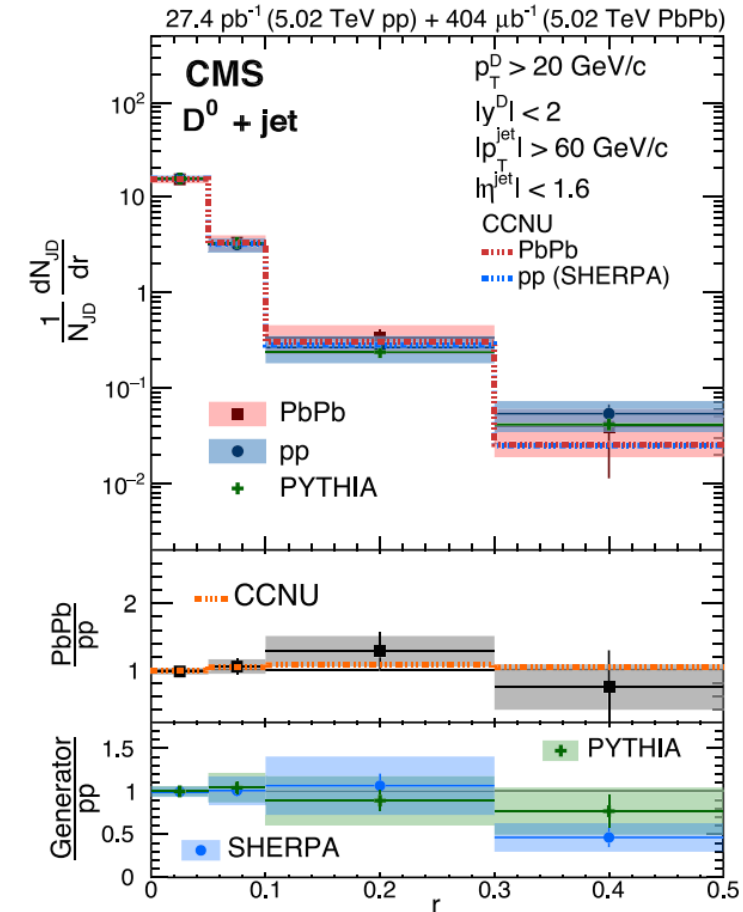 27.4 pb⁻¹ (5.02 TeV pp) + 404 μb⁻¹ (5.02 TeV PbPb)
CMS
D⁰ + jet
p_T^D > 20 GeV/c
|y^D| < 2
|p_T^jet| > 60 GeV/c
|η^jet| < 1.6
CCNU
PbPb
pp (SHERPA)
10²
10
1
10⁻¹
10⁻²
1/N_JD dN_JD/dr
PbPb
pp
PYTHIA
CCNU
2
1
PbPb/pp
PYTHIA
1.5
1
0.5
0
Generator/pp
SHERPA
0 0.1 0.2 0.3 0.4 0.5
r